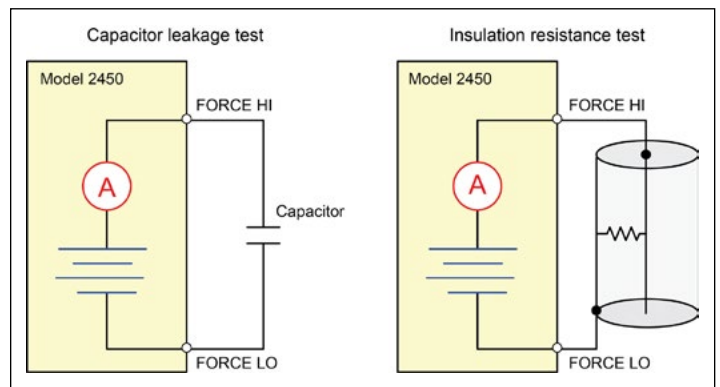 Capacitor leakage test
Model 2450
FORCE HI
A
Capacitor
FORCE LO
Insulation resistance test
Model 2450
FORCE HI
A
FORCE LO